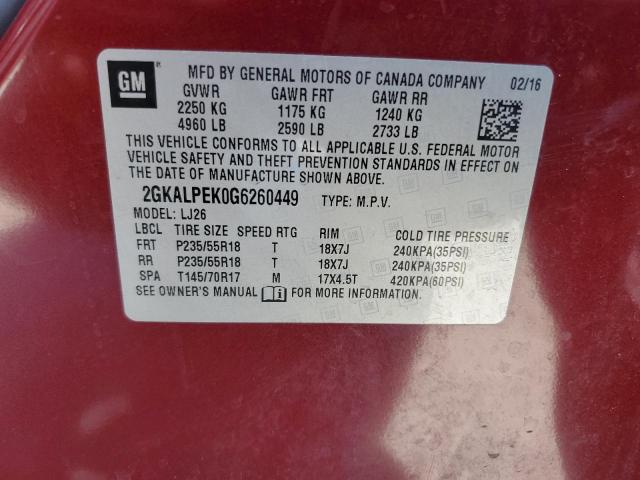 GM
MFD BY GENERAL MOTORS OF CANADA COMPANY 02/16
GVWR GAWR FRT GAWR RR
2250 KG 1175 KG 1240 KG
4960 LB 2590 LB 2733 LB
THIS VEHICLE CONFORMS TO ALL APPLICABLE U.S. FEDERAL MOTOR
VEHICLE SAFETY AND THEFT PREVENTION STANDARDS IN EFFECT ON
THE DATE OF MANUFACTURE SHOWN ABOVE.
2GKALPEK0G6260449 TYPE: M.P.V.
MODEL: LJ26
LBCL TIRE SIZE SPEED RTG RIM COLD TIRE PRESSURE
FRT P235/55R18 T 18X7J 240KPA(35PSI)
RR P235/55R18 T 18X7J 240KPA(35PSI)
SPA T145/70R17 M 17X4.5T 420KPA(60PSI)
SEE OWNER'S MANUAL FOR MORE INFORMATION.